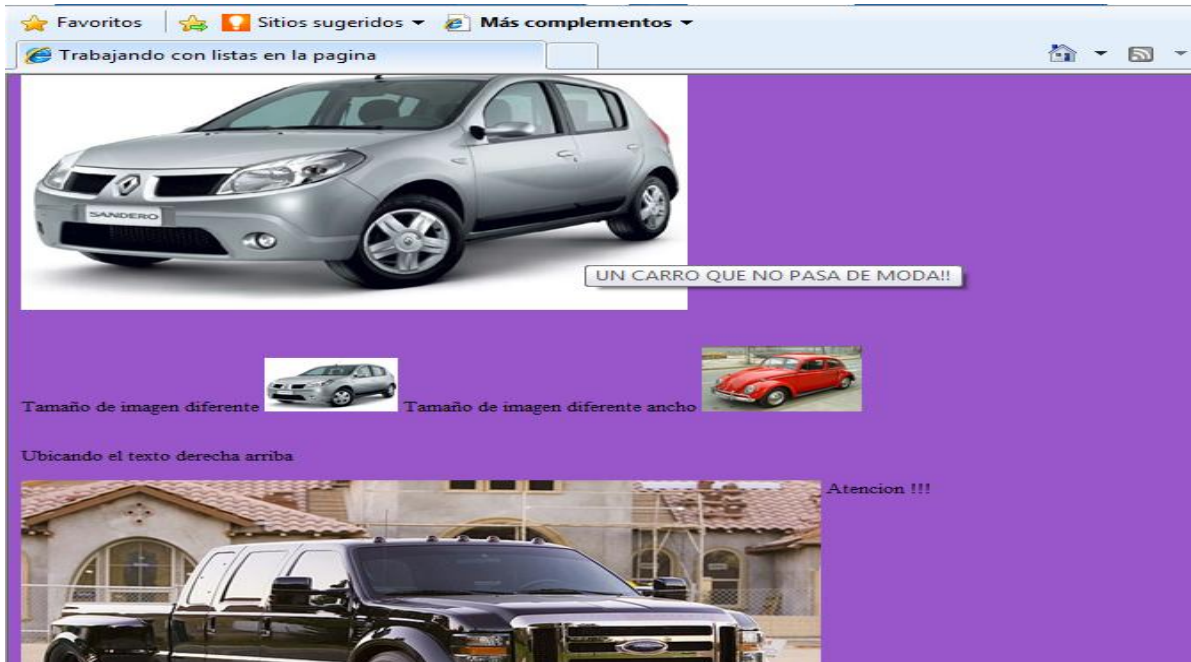 Favoritos Sitios sugeridos Más complementos
Trabajando con listas en la pagina
SANDERO
UN CARRO QUE NO PASA DE MODA!!
Tamaño de imagen diferente Tamaño de imagen diferente ancho
Ubicando el texto derecha arriba
Atencion !!!